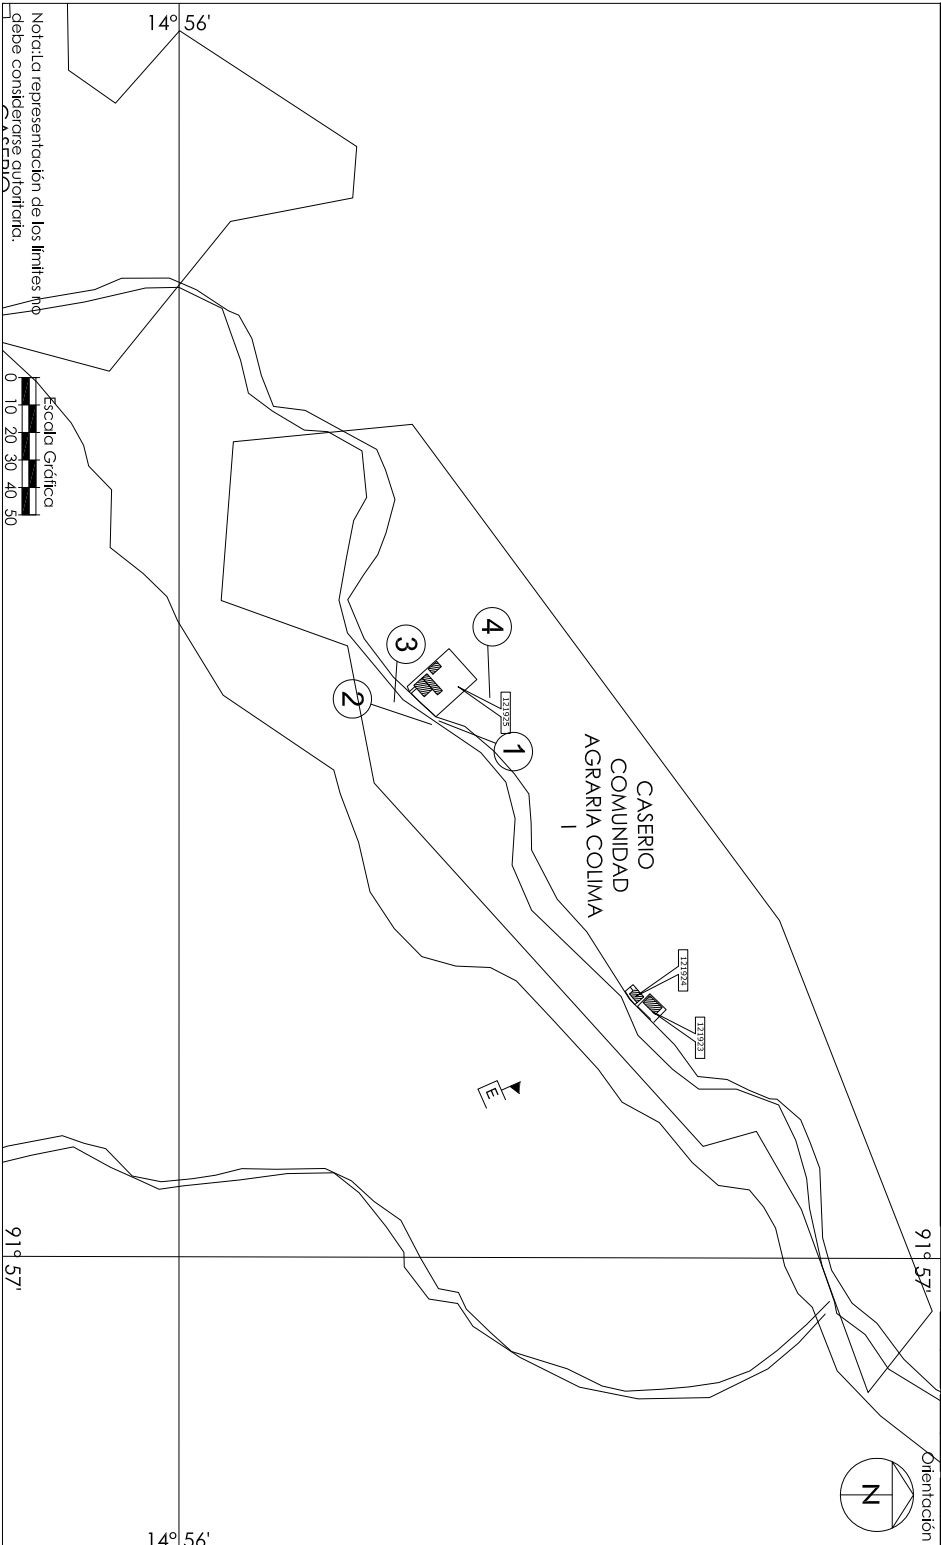 Orientación
N
91° 57'
14° 56'
14° 56'
91° 57'
121923
121924
CASERIO
COMUNIDAD
AGRARIA COLIMA
I
121925
4
1
3
2
E
Escala Gráfica
0 10 20 30 40 50
Nota:La representación de los límites no
debe considerarse autoritaria.
CASERIO